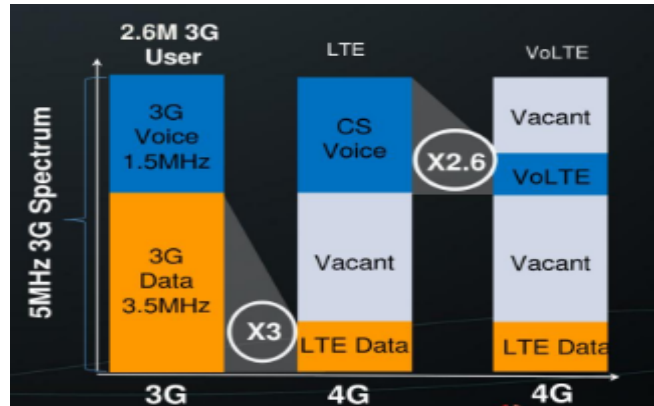 2.6M 3G
User
LTE
VoLTE
5MHz 3G Spectrum
3G
Voice
1.5MHz
3G
Data
3.5MHz
X3
CS
Voice
Vacant
LTE Data
X2.6
Vacant
VoLTE
Vacant
LTE Data
3G
4G
4G